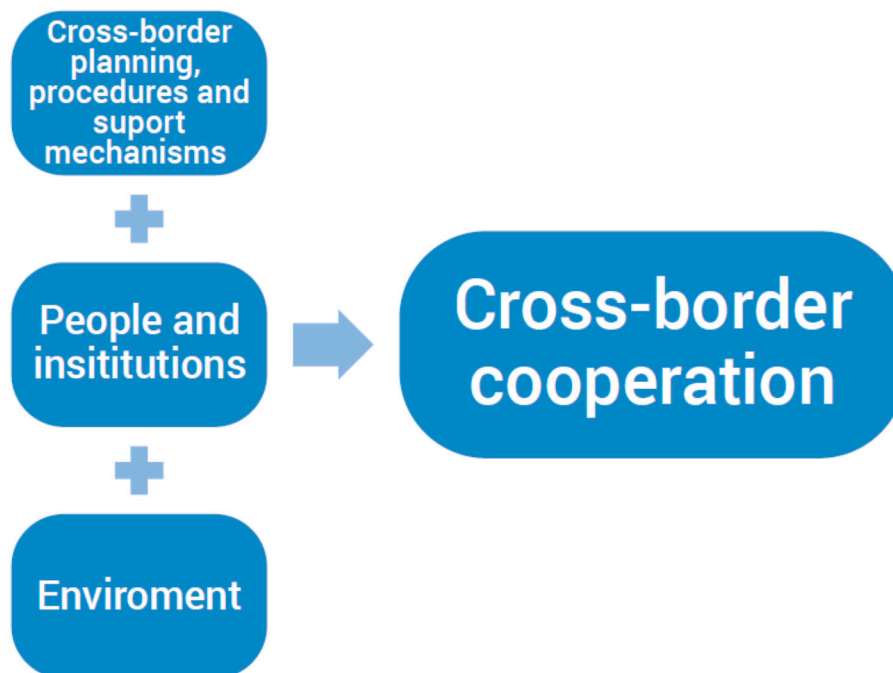 Cross-border
planning,
procedures and
suport
mechanisms
People and
insititutions
Enviroment
Cross-border
cooperation